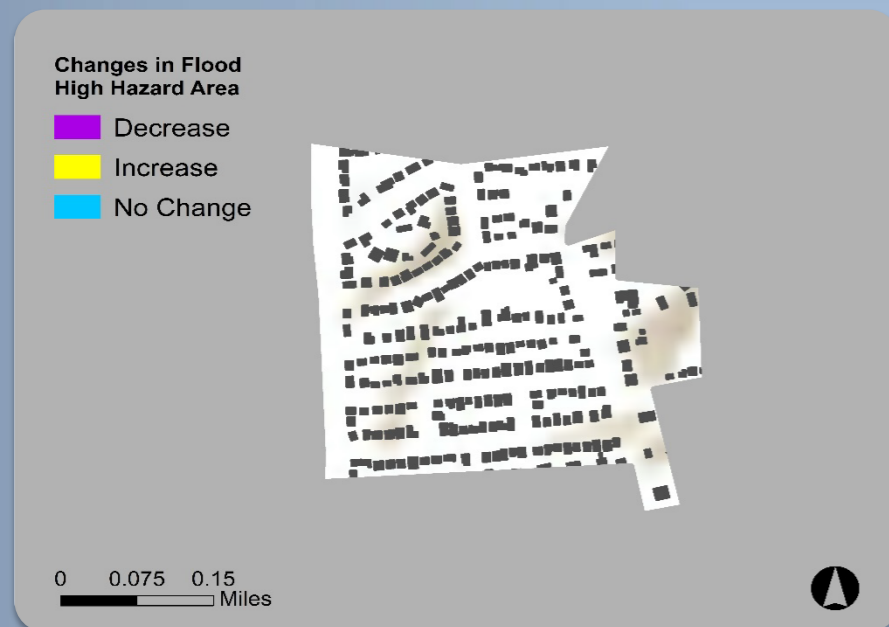 Changes in Flood
High Hazard Area
Decrease
Increase
No Change
0 0.075 0.15
Miles